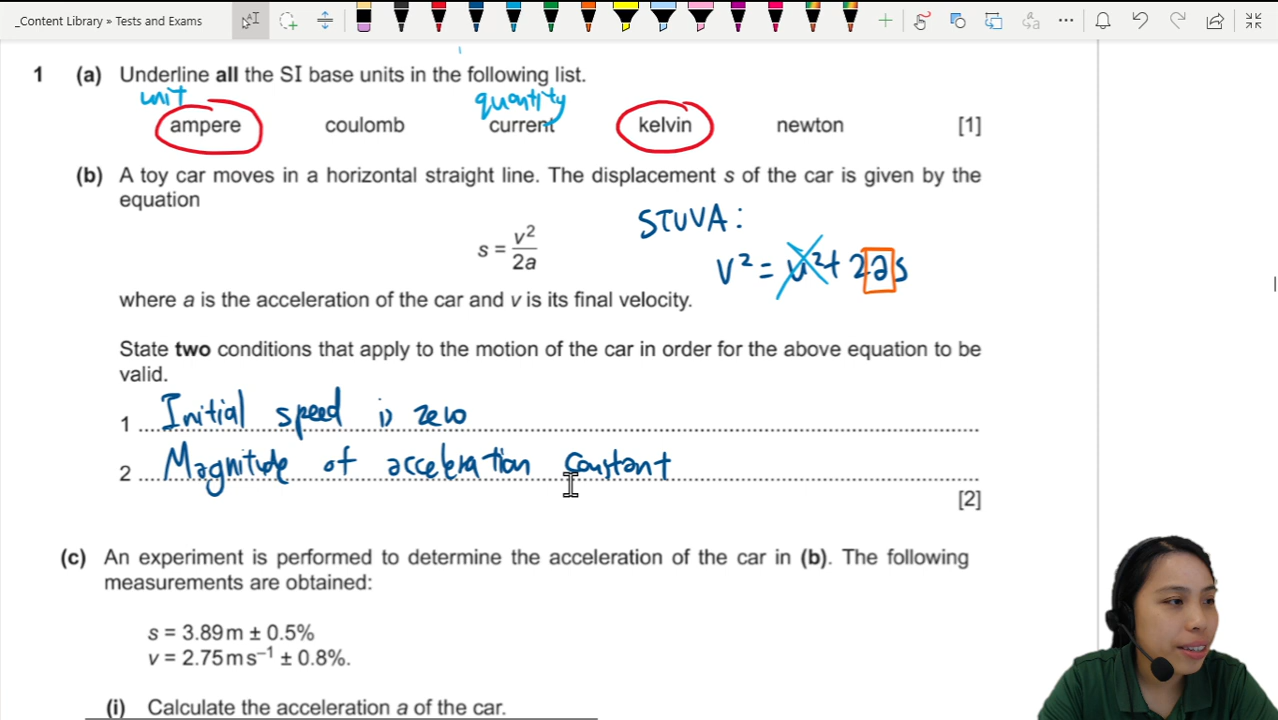 _Content Library » Tests and Exams
1 (a) Underline all the SI base units in the following list.
unit quantity
ampere coulomb current kelvin newton [1]
(b) A toy car moves in a horizontal straight line. The displacement s of the car is given by the
equation
STUVA:
s = v²/2a
v² = u² + 2as
where a is the acceleration of the car and v is its final velocity.
State two conditions that apply to the motion of the car in order for the above equation to be
valid.
1 Initial speed is zero
2 Magnitude of acceleration constant
[2]
(c) An experiment is performed to determine the acceleration of the car in (b). The following
measurements are obtained:
s = 3.89 m ± 0.5%
v = 2.75 m s⁻¹ ± 0.8%.
(i) Calculate the acceleration a of the car.